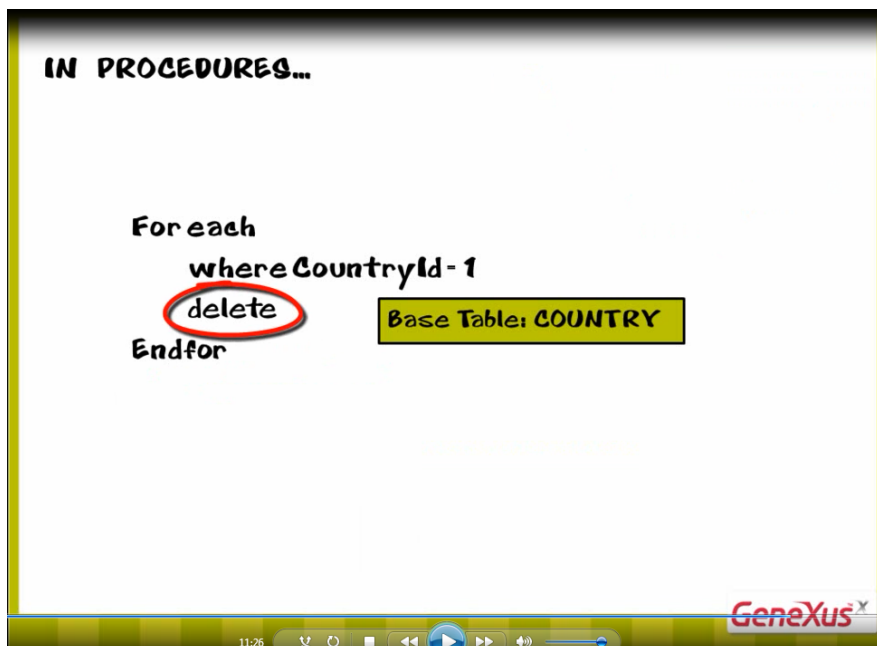 IN PROCEDURES...
For each
where CountryId = 1
delete
Base Table: COUNTRY
Endfor
GeneXus X
11:26